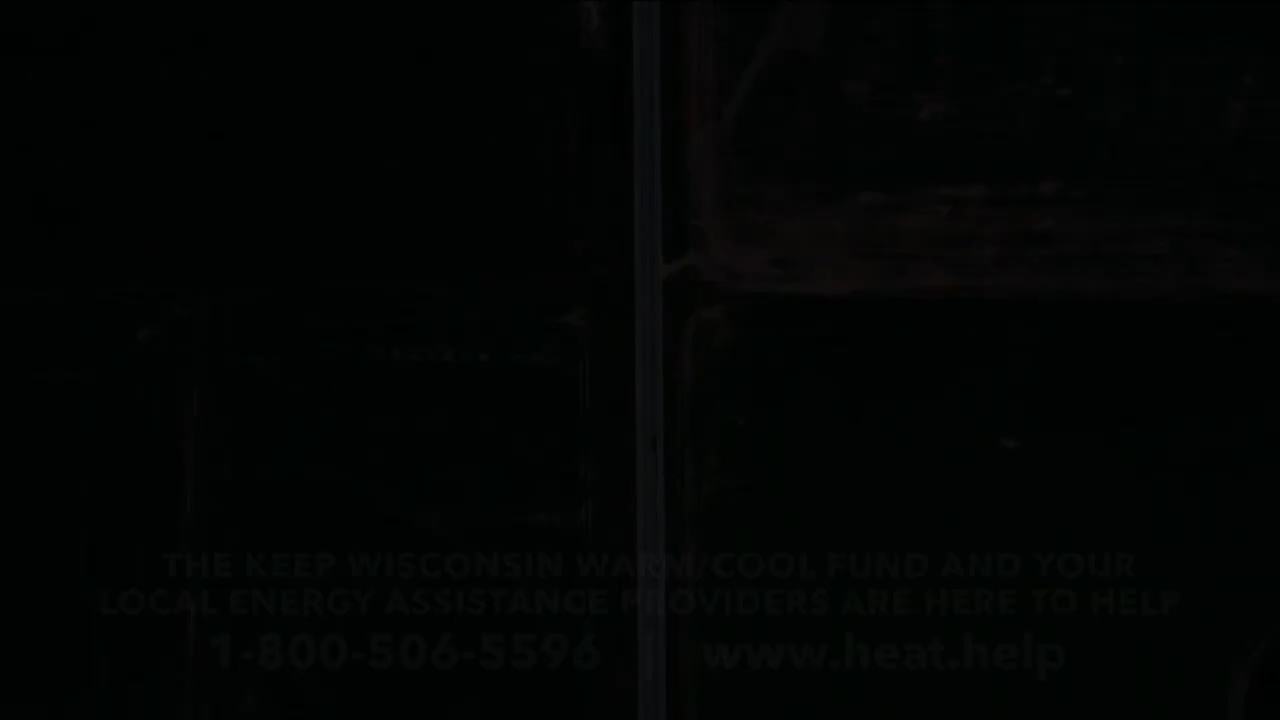 THE KEEP WISCONSIN WARM/COOL FUND AND YOUR
LOCAL ENERGY ASSISTANCE PROVIDERS ARE HERE TO HELP
1-800-506-5596 www.heat.help